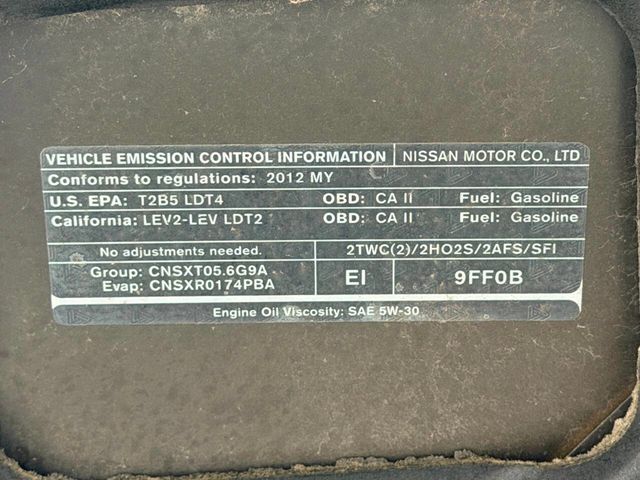 VEHICLE EMISSION CONTROL INFORMATION NISSAN MOTOR CO., LTD
Conforms to regulations: 2012 MY
U.S. EPA: T2B5 LDT4 OBD: CA II Fuel: Gasoline
California: LEV2-LEV LDT2 OBD: CA II Fuel: Gasoline
No adjustments needed. 2TWC(2)/2HO2S/2AFS/SFI
Group: CNSXT05.6G9A
Evap: CNSXR0174PBA
EI 9FF0B
Engine Oil Viscosity: SAE 5W-30